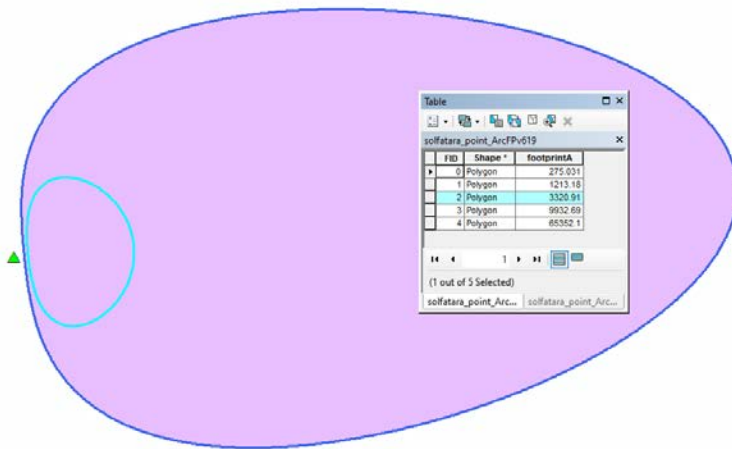 Table
solfatara_point_ArcFPv619
FID Shape * footprintA
0 Polygon 275.031
1 Polygon 1213.18
2 Polygon 3320.91
3 Polygon 9932.69
4 Polygon 65352.1
1
(1 out of 5 Selected)
solfatara_point_Arc... solfatara_point_Arc...